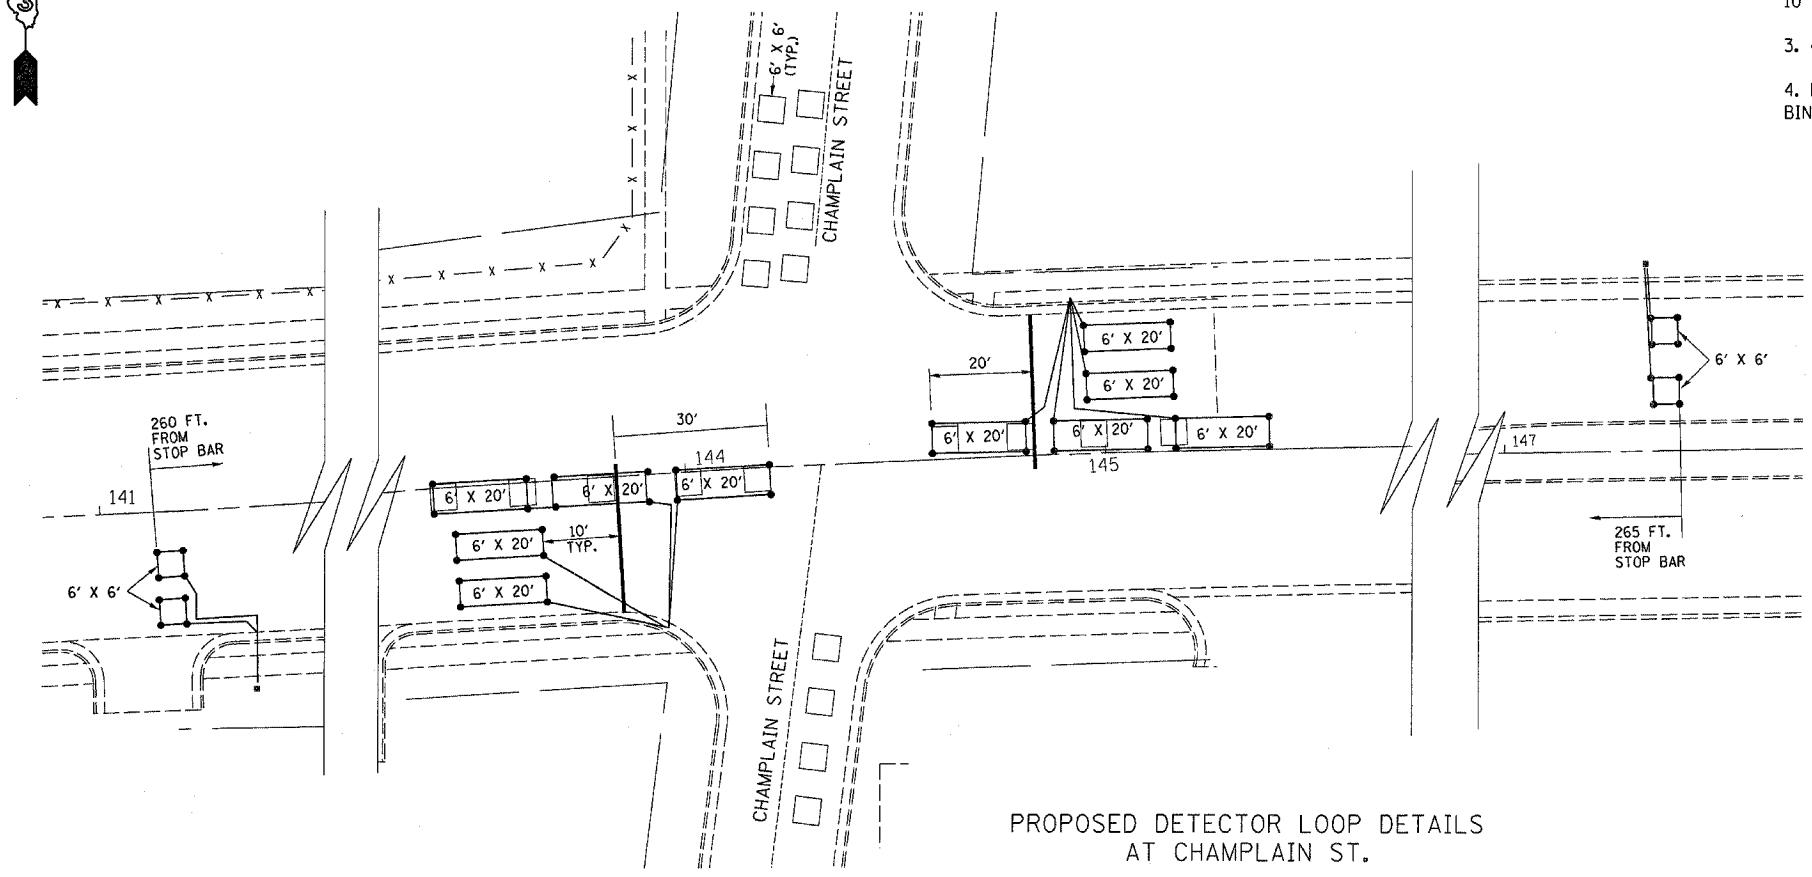 10
3.
4.
BIN
6' X 6'
(TYP.)
CHAMPLAIN STREET
6' X 20'
6' X 20'
20'
6' X 20'
6' X 20'
6' X 20'
6' X 6'
145
147
265 FT.
FROM
STOP BAR
260 FT.
FROM
STOP BAR
30'
144
141
6' X 20'
6' X 20'
6' X 20'
6' X 20'
10'
TYP.
6' X 20'
6' X 6'
CHAMPLAIN STREET
PROPOSED DETECTOR LOOP DETAILS
AT CHAMPLAIN ST.